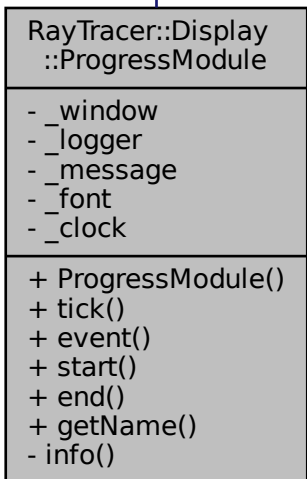 RayTracer::Display
::ProgressModule
- _window
- _logger
- _message
- _font
- _clock
+ ProgressModule()
+ tick()
+ event()
+ start()
+ end()
+ getName()
- info()